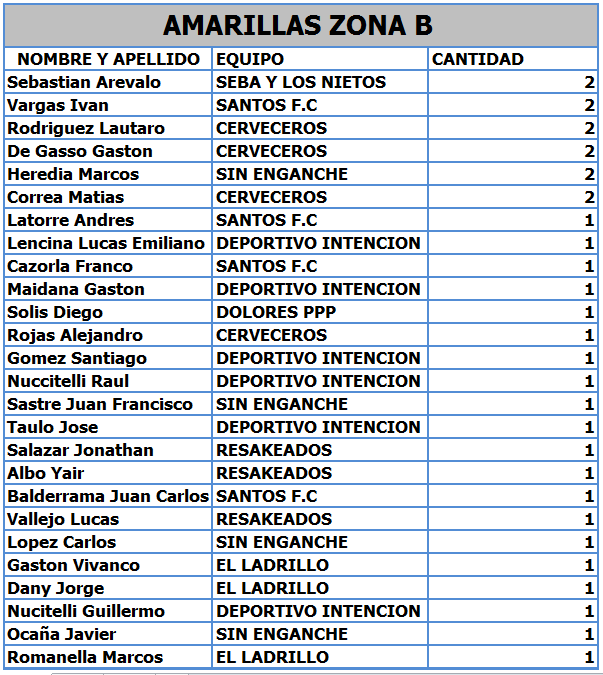 AMARILLAS ZONA B
NOMBRE Y APELLIDO EQUIPO CANTIDAD
Sebastian Arevalo SEBA Y LOS NIETOS 2
Vargas Ivan SANTOS F.C 2
Rodriguez Lautaro CERVECEROS 2
De Gasso Gaston CERVECEROS 2
Heredia Marcos SIN ENGANCHE 2
Correa Matias CERVECEROS 2
Latorre Andres SANTOS F.C 1
Lencina Lucas Emiliano DEPORTIVO INTENCION 1
Cazorla Franco SANTOS F.C 1
Maidana Gaston DEPORTIVO INTENCION 1
Solis Diego DOLORES PPP 1
Rojas Alejandro CERVECEROS 1
Gomez Santiago DEPORTIVO INTENCION 1
Nuccitelli Raul DEPORTIVO INTENCION 1
Sastre Juan Francisco SIN ENGANCHE 1
Taulo Jose DEPORTIVO INTENCION 1
Salazar Jonathan RESAKEADOS 1
Albo Yair RESAKEADOS 1
Balderrama Juan Carlos SANTOS F.C 1
Vallejo Lucas RESAKEADOS 1
Lopez Carlos SIN ENGANCHE 1
Gaston Vivanco EL LADRILLO 1
Dany Jorge EL LADRILLO 1
Nucitelli Guillermo DEPORTIVO INTENCION 1
Ocaña Javier SIN ENGANCHE 1
Romanella Marcos EL LADRILLO 1